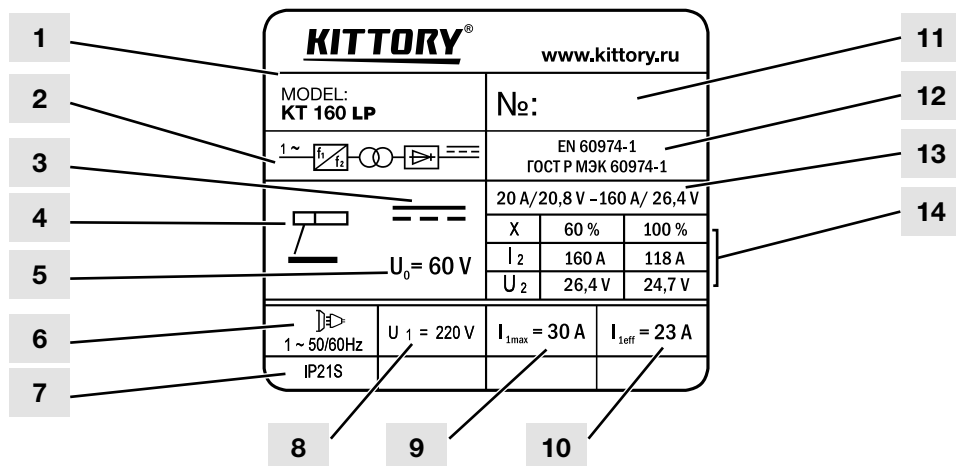 1
2
3
4
5
6
7
8
9
10
11
12
13
14
KITTORY®
www.kittory.ru
MODEL:
KT 160 LP
№:
1 ~
f₁
f₂
EN 60974-1
ГОСТ Р МЭК 60974-1
20 A/20,8 V –160 A/ 26,4 V
X 60 % 100 %
I 2 160 A 118 A
U 2 26,4 V 24,7 V
U₀= 60 V
1 ~ 50/60Hz
U 1 = 220 V
I1max = 30 A
I1eff = 23 A
IP21S